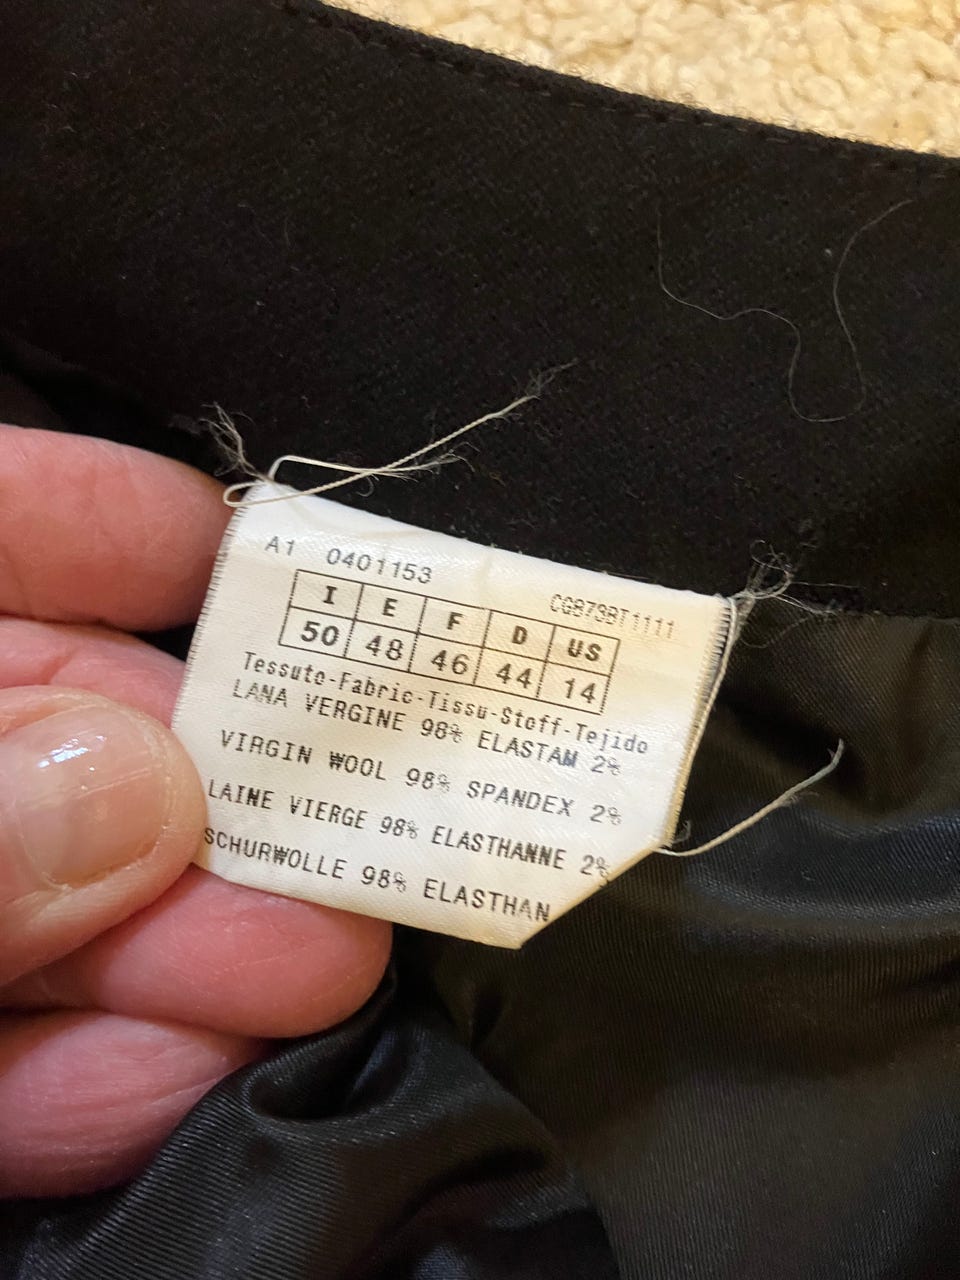 A1 0401153
CG873BT1111
I E F D US
50 48 46 44 14
Tessuto-Fabric-Tissu-Stoff-Tejido
LANA VERGINE 98% ELASTAM 2%
VIRGIN WOOL 98% SPANDEX 2%
LAINE VIERGE 98% ELASTHANNE 2%
SCHURWOLLE 98% ELASTHAN